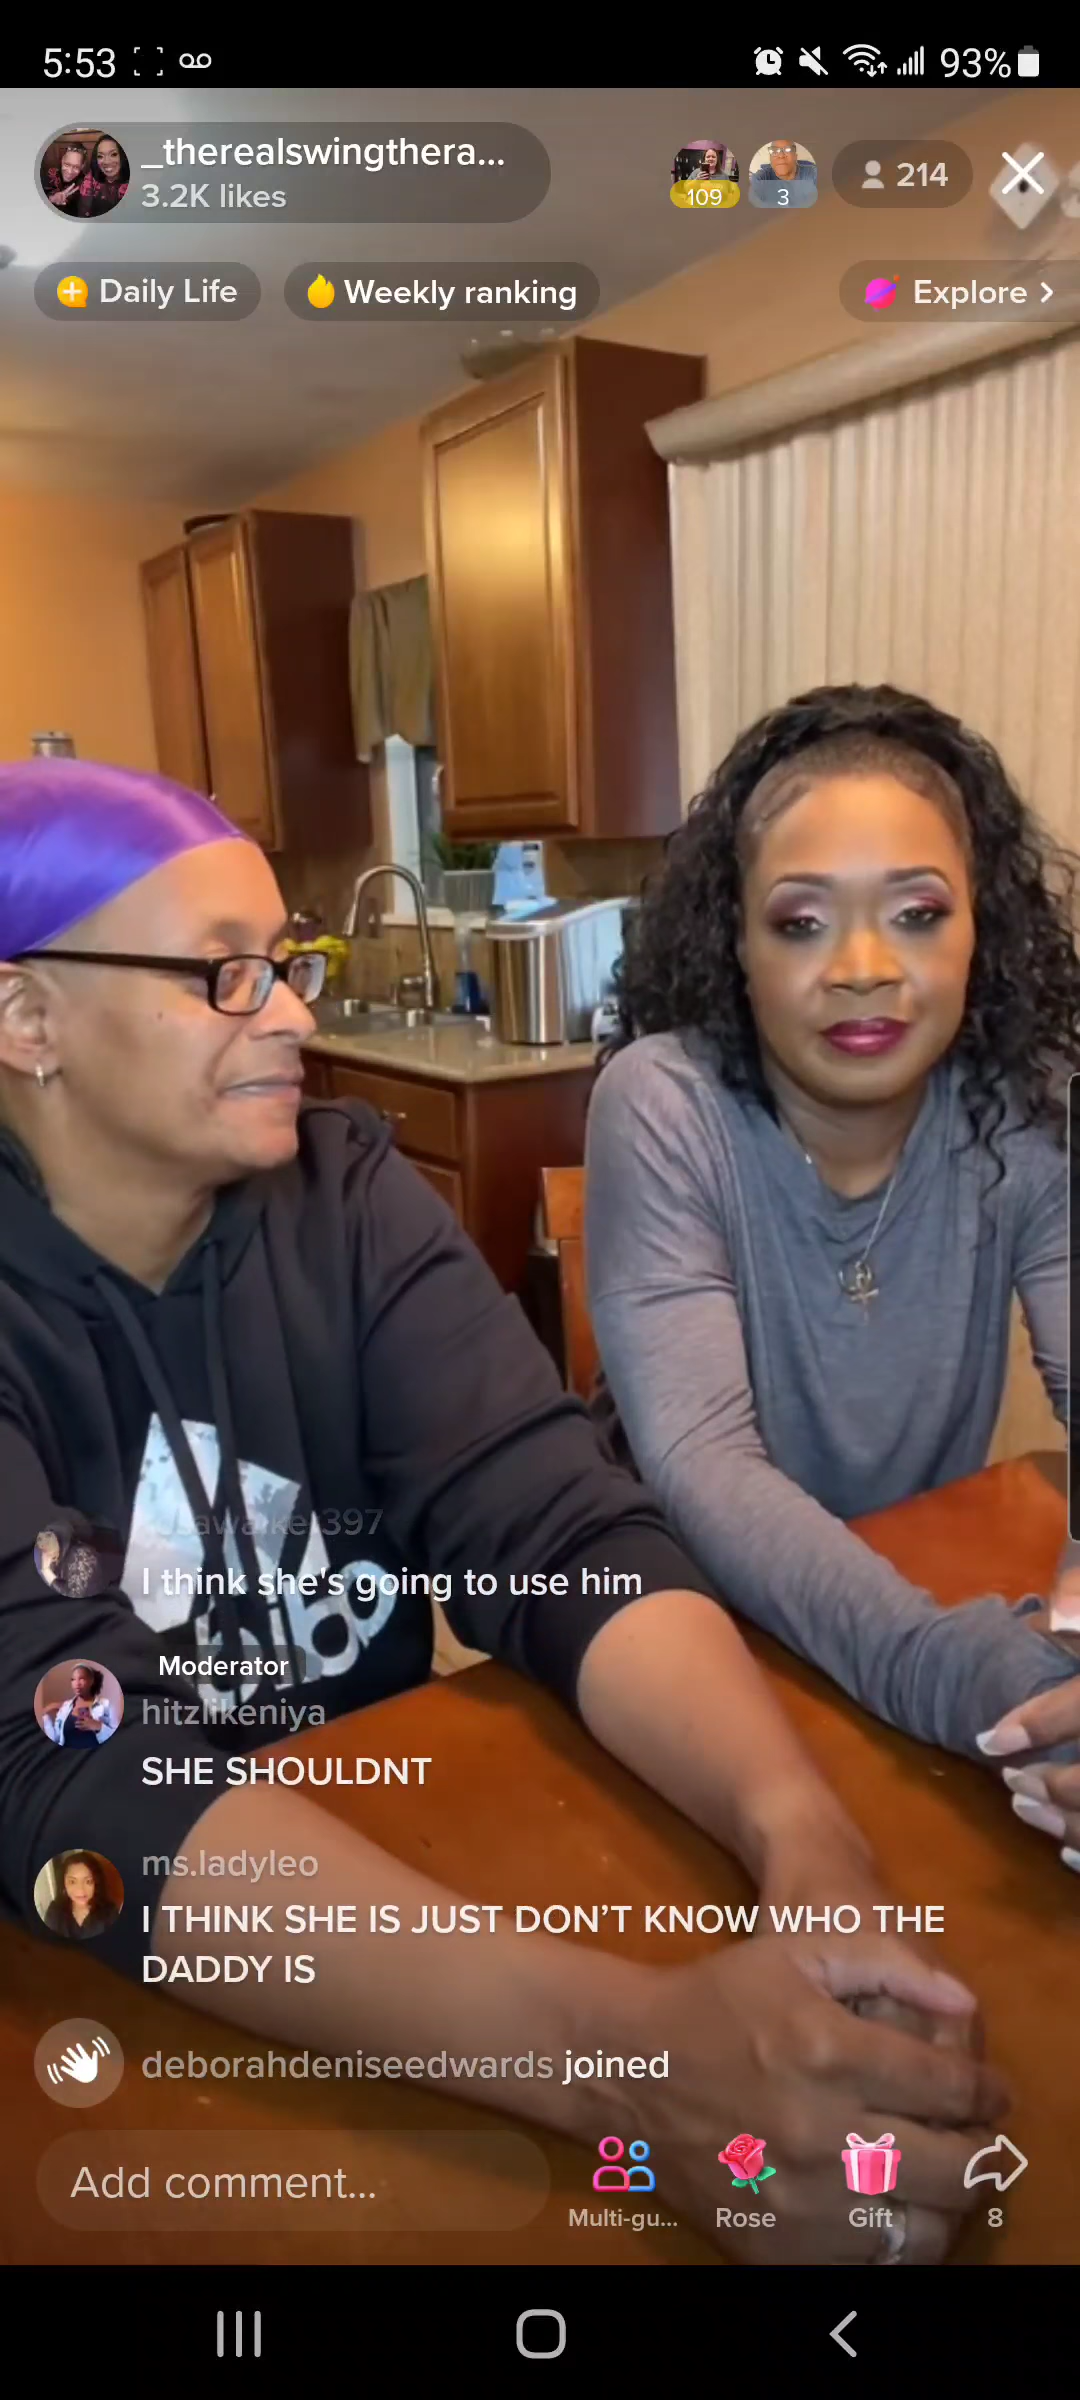 5:53
93%
_therealswingthera...
3.2K likes
109
3
214
Daily Life
Weekly ranking
Explore
I think she's going to use him
Moderator
hitzlikeniya
SHE SHOULDNT
ms.ladyleo
I THINK SHE IS JUST DON'T KNOW WHO THE
DADDY IS
deborahdeniseedwards joined
Add comment...
Multi-gu...
Rose
Gift
8